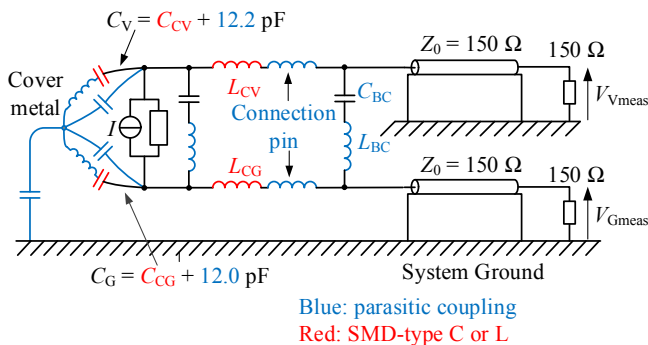 C_V = C_CV + 12.2 pF
Z_0 = 150 Ω
150 Ω
Cover
metal
L_CV
C_BC
V_Vmeas
I
Connection
pin
L_BC
L_CG
Z_0 = 150 Ω
150 Ω
V_Gmeas
C_G = C_CG + 12.0 pF
System Ground
Blue: parasitic coupling
Red: SMD-type C or L